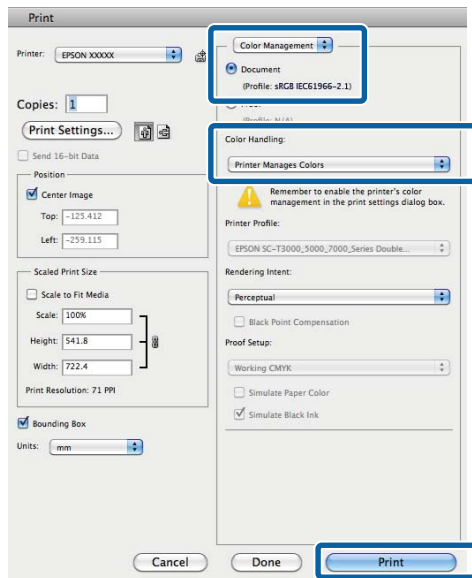 Print
Printer: EPSON XXXXX
Copies: 1
Print Settings...
Send 16-bit Data
Position
Center Image
Top: -125.412
Left: -259.115
Scaled Print Size
Scale to Fit Media
Scale: 100%
Height: 541.8
Width: 722.4
Print Resolution: 71 PPI
Bounding Box
Units: mm
Color Management
Document
(Profile: sRGB IEC61966-2.1)
Color Handling:
Printer Manages Colors
Remember to enable the printer's color
management in the print settings dialog box.
Printer Profile:
EPSON SC-T3000_5000_7000_Series Double...
Rendering Intent:
Perceptual
Black Point Compensation
Proof Setup:
Working CMYK
Simulate Paper Color
Simulate Black Ink
Cancel
Done
Print